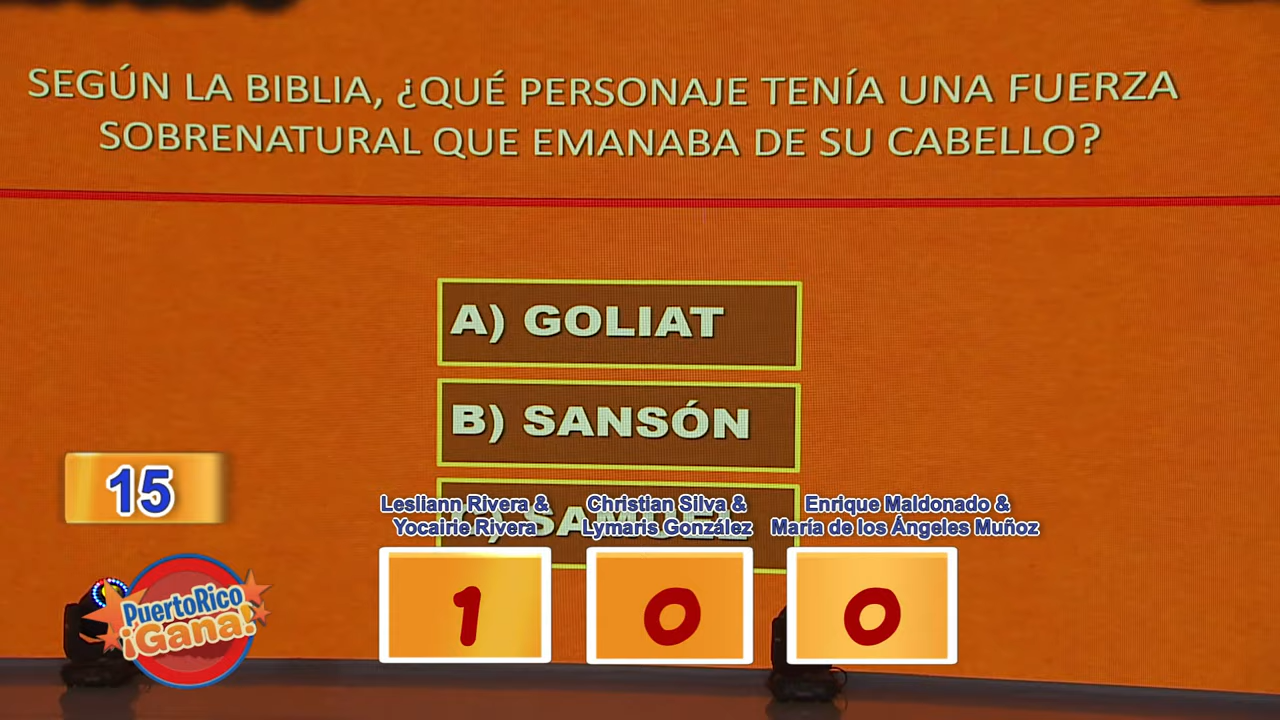 SEGÚN LA BIBLIA, ¿QUÉ PERSONAJE TENÍA UNA FUERZA
SOBRENATURAL QUE EMANABA DE SU CABELLO?
A) GOLIAT
B) SANSÓN
C) SAMUEL
15
Lesliann Rivera &
Yocairie Rivera
Christian Silva &
Lymaris González
Enrique Maldonado &
María de los Ángeles Muñoz
1
0
0
PuertoRico
¡Gana!